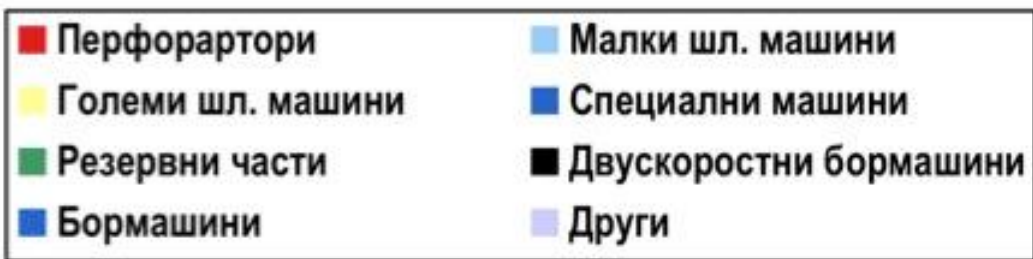 Перфорартори
Малки шл. машини
Големи шл. машини
Специални машини
Резервни части
Двускоростни бормашини
Бормашини
Други